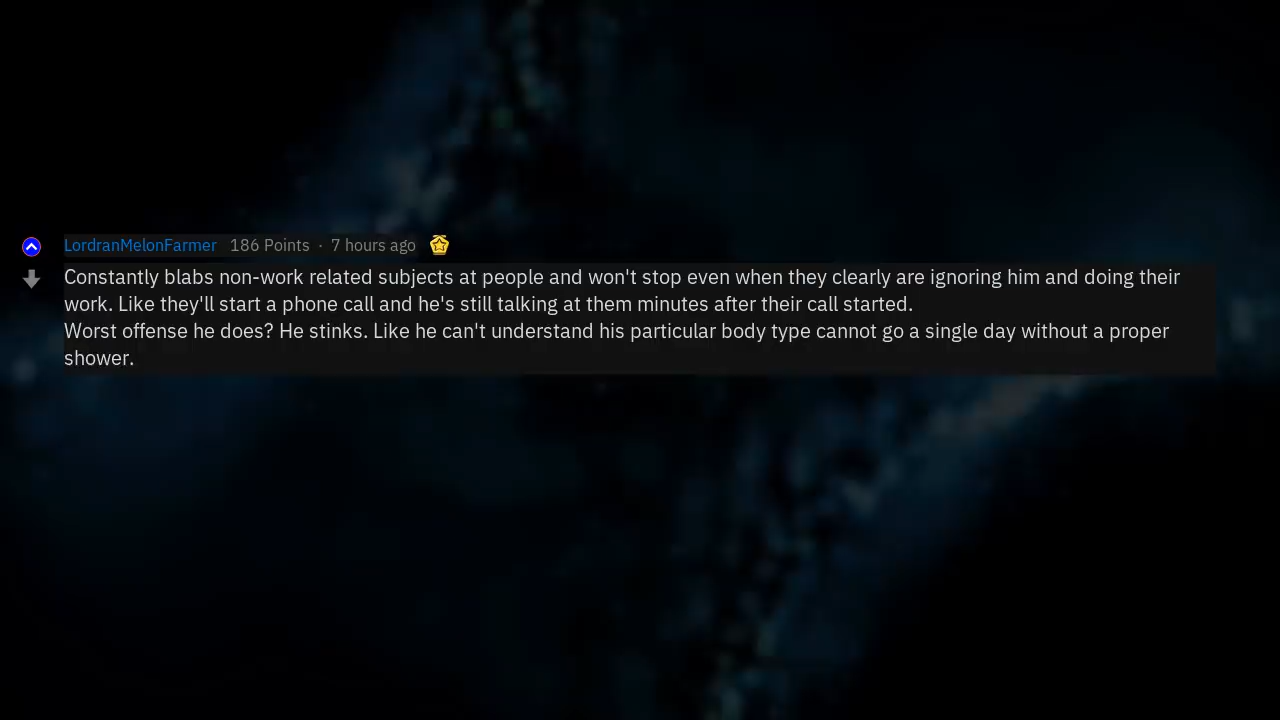 LordranMelonFarmer 186 Points · 7 hours ago
Constantly blabs non-work related subjects at people and won't stop even when they clearly are ignoring him and doing their
work. Like they'll start a phone call and he's still talking at them minutes after their call started.
Worst offense he does? He stinks. Like he can't understand his particular body type cannot go a single day without a proper
shower.